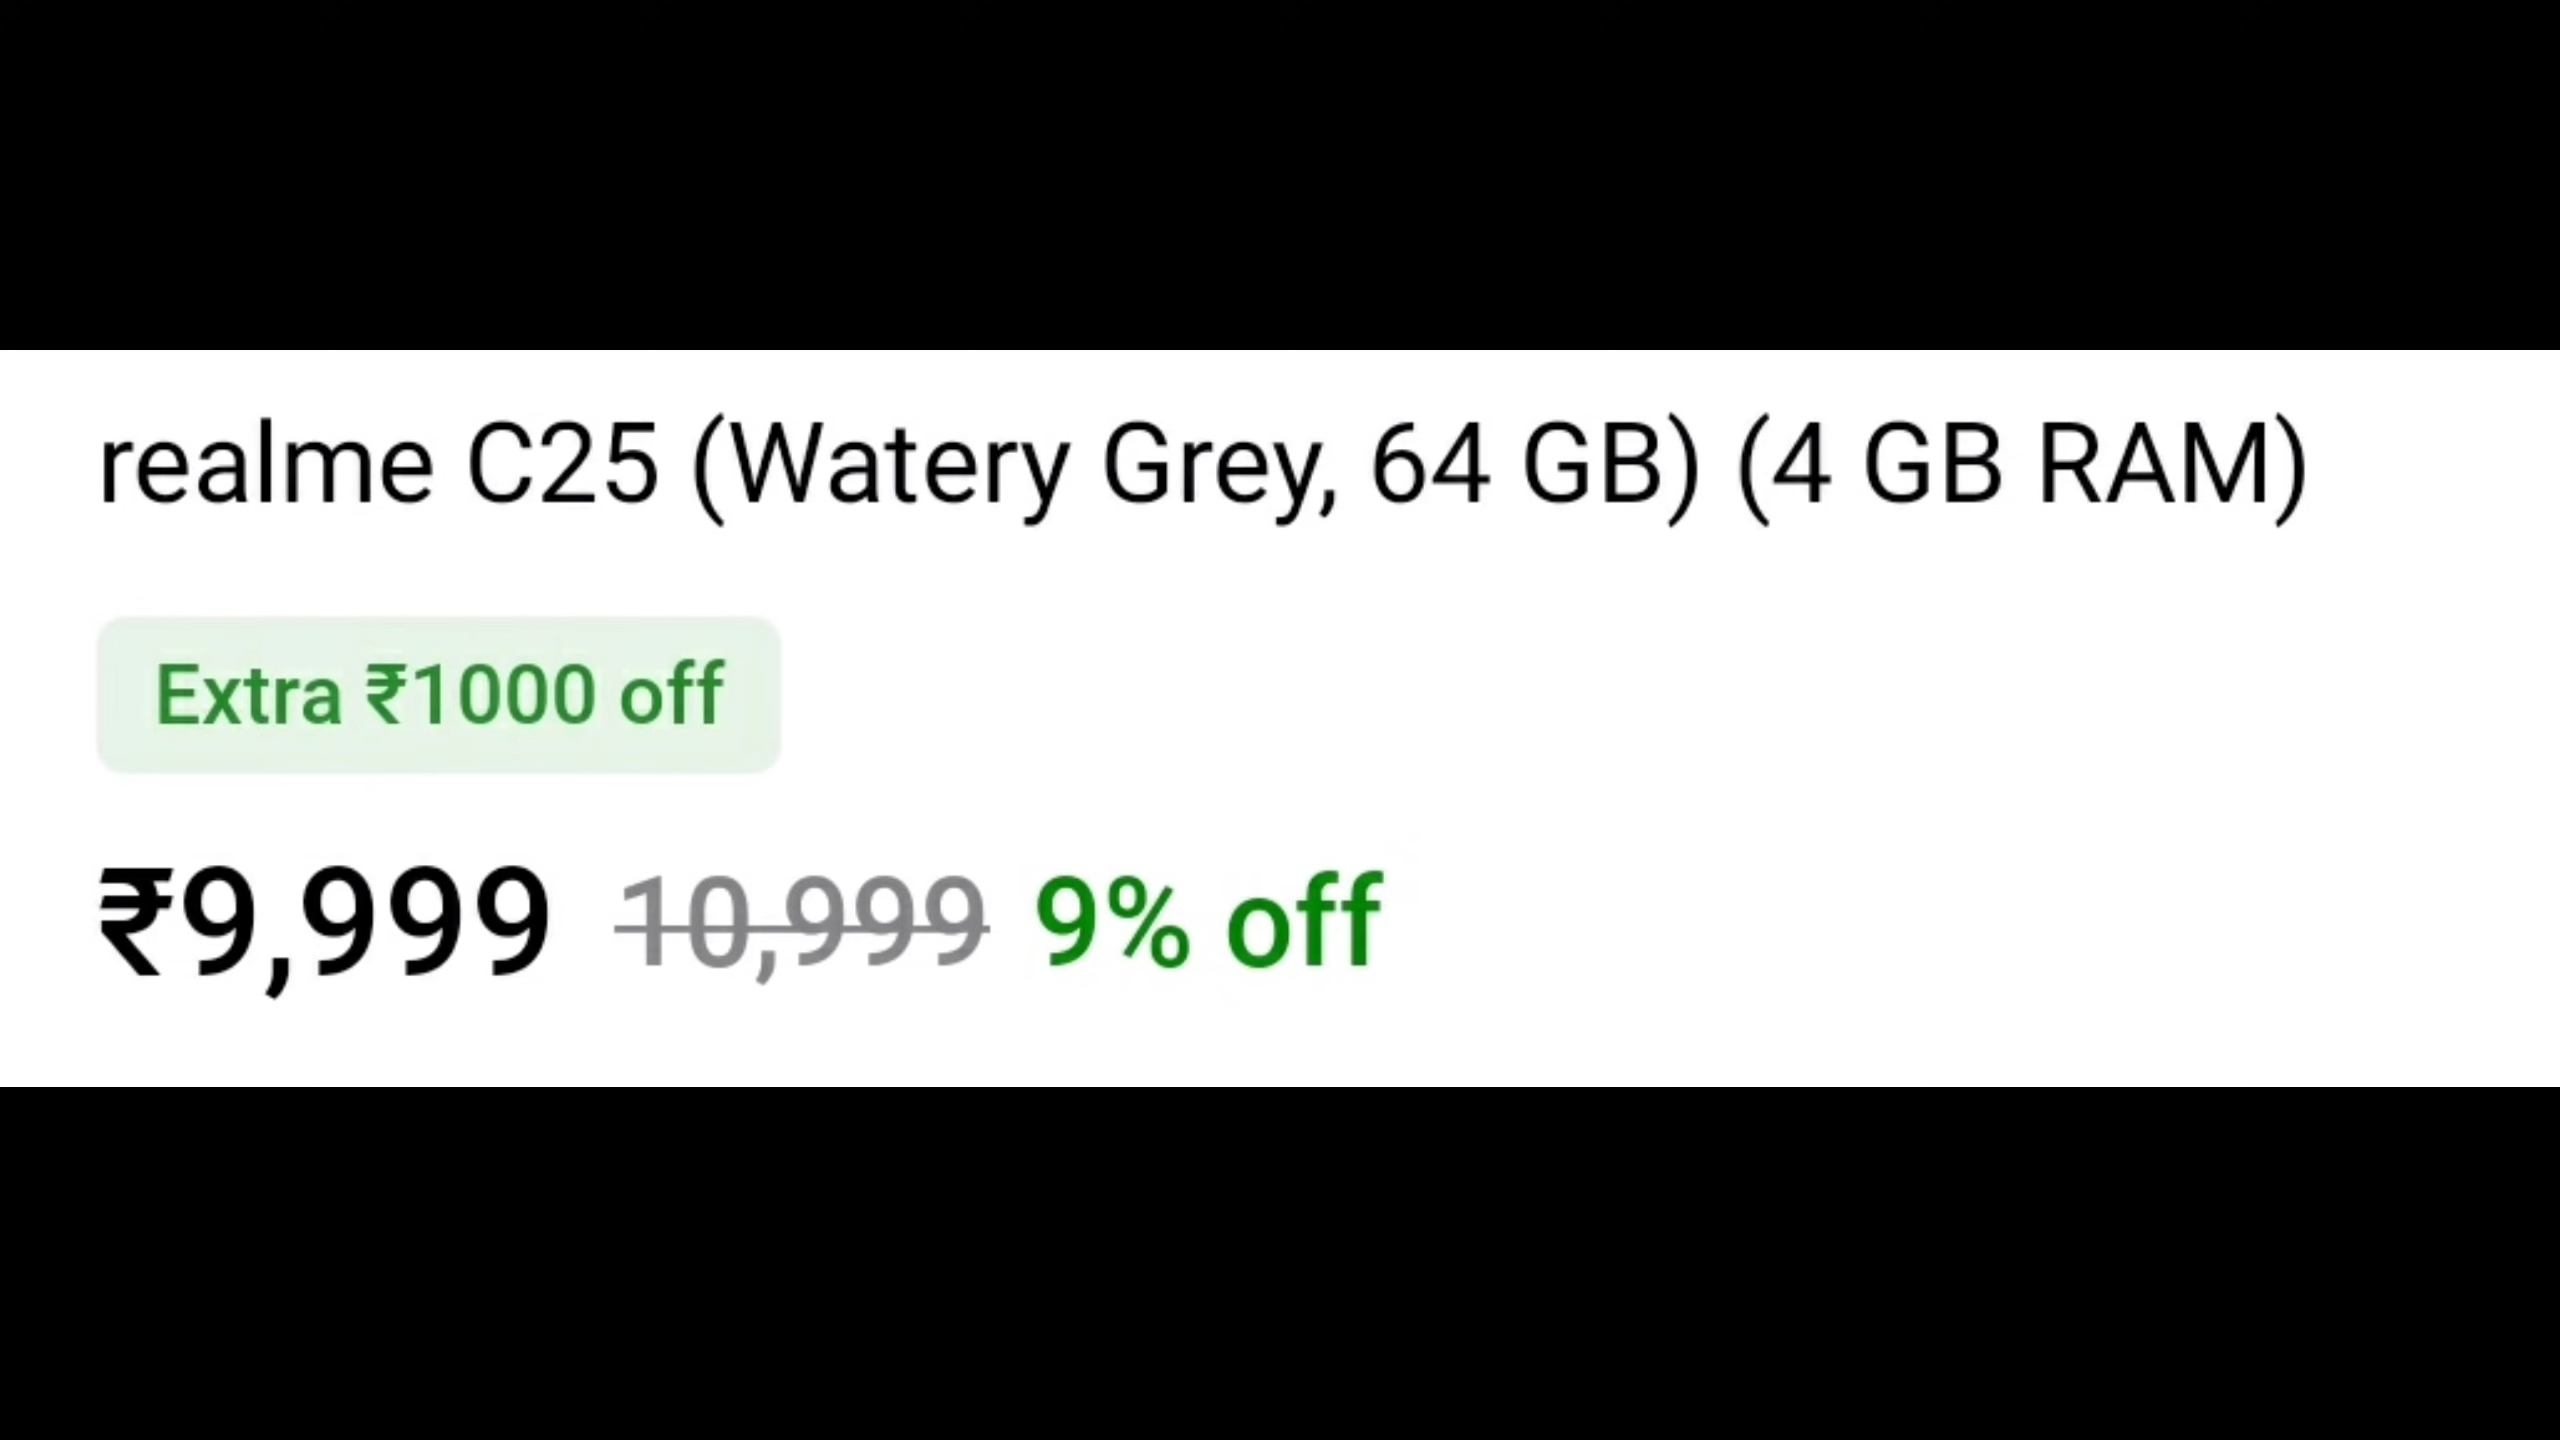 realme C25 (Watery Grey, 64 GB) (4 GB RAM)
Extra ₹1000 off
₹9,999 10,999 9% off